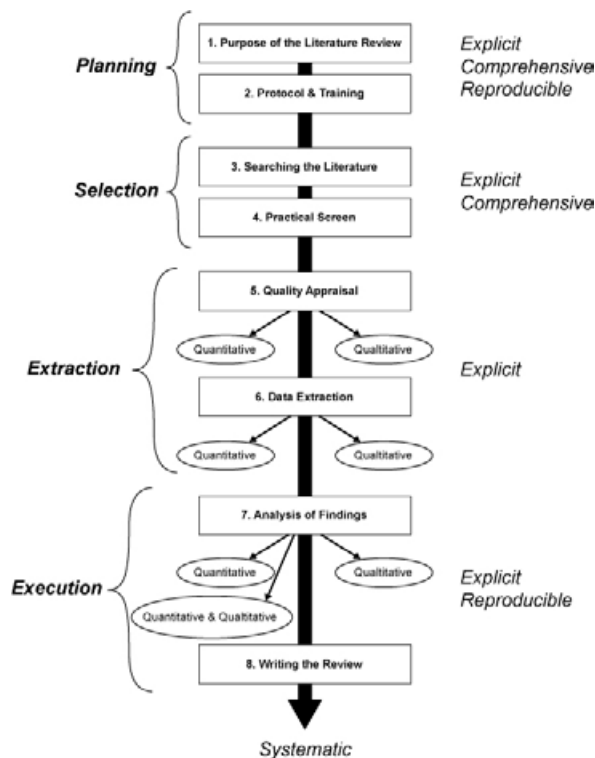 Planning
1. Purpose of the Literature Review
2. Protocol & Training
Explicit
Comprehensive
Reproducible
Selection
3. Searching the Literature
4. Practical Screen
Explicit
Comprehensive
Extraction
5. Quality Appraisal
Quantitative
Qualtitative
6. Data Extraction
Quantitative
Qualtitative
Explicit
Execution
7. Analysis of Findings
Quantitative
Qualtitative
Quantitative & Qualtitative
8. Writing the Review
Explicit
Reproducible
Systematic